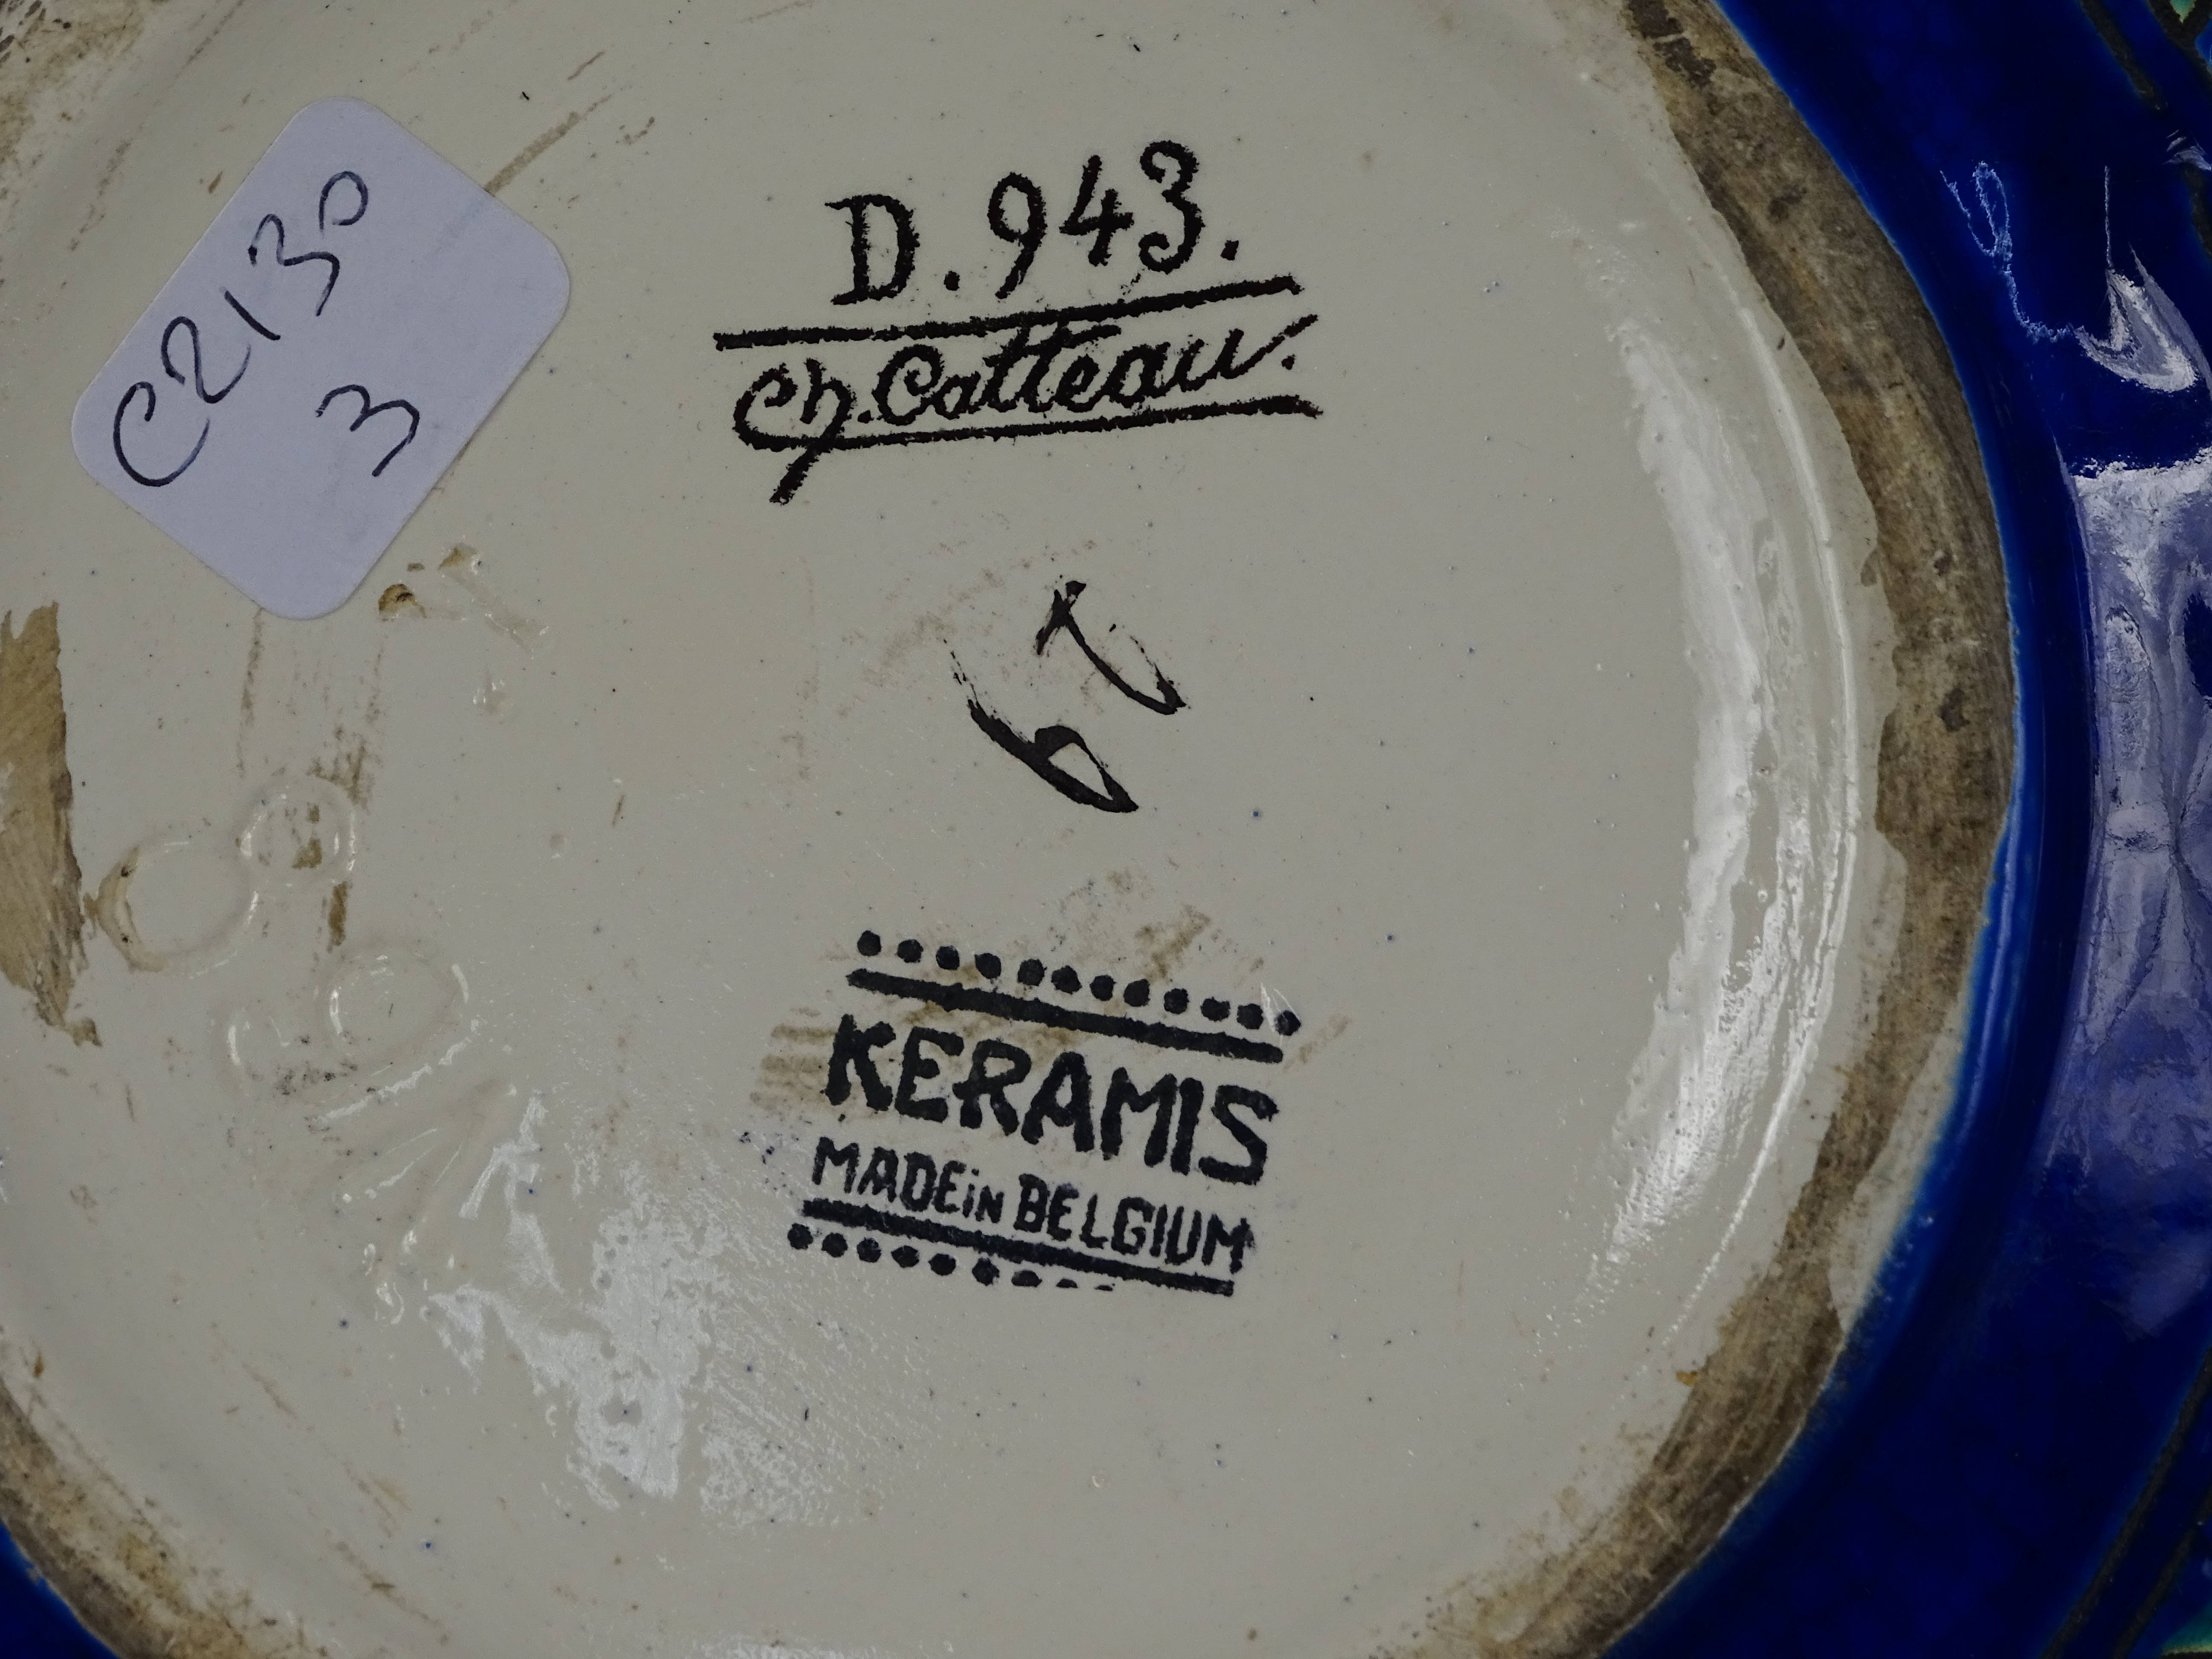 C2130
3
D.943.
Ch.Catteau.
KERAMIS
MADE in BELGIUM